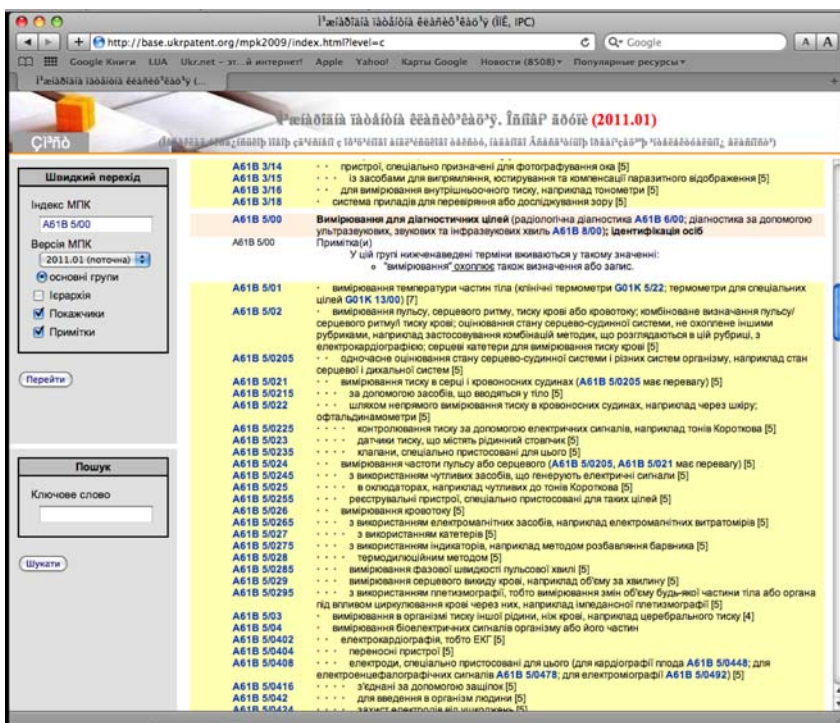 Ì³æíàðîäíà ïàòåíòíà êëàñèô³êàö³ÿ (ÌÏÊ, IPC)
http://base.ukrpatent.org/mpk2009/index.html?level=c
Google
A A
Google Книги LUA Ukr.net – эт...й интернет! Apple Yahoo! Карты Google Новости (8508) Популярные ресурсы
(2011.01)
Çì³ñò
Швидкий перехід
Індекс МПК
A61B 5/00
Версія МПК
2011.01 (поточна)
основні групи
Ієрархія
Покажчики
Примітки
Перейти
Пошук
Ключове слово
Шукати
A61B 3/14 · · пристрої, спеціально призначені для фотографування ока [5]
A61B 3/15 · · · із засобами для випрямляння, юстирування та компенсації паразитного відображення [5]
A61B 3/16 · · для вимірювання внутрішньоочного тиску, наприклад тонометри [5]
A61B 3/18 · система приладів для перевіряння або досліджування зору [5]
A61B 5/00 Вимірювання для діагностичних цілей (радіологічна діагностика A61B 6/00; діагностика за допомогою
ультразвукових, звукових та інфразвукових хвиль A61B 8/00); ідентифікація осіб
A61B 5/00 Примітка(и)
У цій групі нижченаведені терміни вживаються у такому значенні:
"вимірювання" охоплює також визначання або запис.
A61B 5/01 · вимірювання температури частин тіла (клінічні термометри G01K 5/22; термометри для спеціальних
цілей G01K 13/00) [7]
A61B 5/02 · вимірювання пульсу, серцевого ритму, тиску крові або кровотоку; комбіноване визначання пульсу/
серцевого ритму/і тиску крові; оцінювання стану серцево-судинної системи, не охоплене іншими
рубриками, наприклад застосовування комбінацій методик, що розглядаються в цій рубриці, з
електрокардіографією; серцеві катетери для вимірювання тиску крові [5]
A61B 5/0205 · · одночасне оцінювання стану серцево-судинної системи і різних систем організму, наприклад стан
серцевої і дихальної систем [5]
A61B 5/021 · · вимірювання тиску в серці і кровоносних судинах (A61B 5/0205 має перевагу) [5]
A61B 5/0215 · · · за допомогою засобів, що вводяться у тіло [5]
A61B 5/022 · · · шляхом непрямого вимірювання тиску в кровоносних судинах, наприклад через шкіру;
офтальдинамометри [5]
A61B 5/0225 · · · · контролювання тиску за допомогою електричних сигналів, наприклад тонів Короткова [5]
A61B 5/023 · · · · датчики тиску, що містять рідинний стовпчик [5]
A61B 5/0235 · · · · клапани, спеціально пристосовані для цього [5]
A61B 5/024 · · вимірювання частоти пульсу або серцевого (A61B 5/0205, A61B 5/021 має перевагу) [5]
A61B 5/0245 · · · з використанням чутливих засобів, що генерують електричні сигнали [5]
A61B 5/025 · · · · в оклюдаторах, наприклад чутливих до тонів Короткова [5]
A61B 5/0255 · · · реєструвальні пристрої, спеціально пристосовані для таких цілей [5]
A61B 5/026 · · вимірювання кровотоку [5]
A61B 5/0265 · · · з використанням електромагнітних засобів, наприклад електромагнітних витратомірів [5]
A61B 5/027 · · · · з використанням катетерів [5]
A61B 5/0275 · · · з використанням індикаторів, наприклад методом розбавляння барвника [5]
A61B 5/028 · · · · термодилюційним методом [5]
A61B 5/0285 · · · вимірювання фазової швидкості пульсової хвилі [5]
A61B 5/029 · · · вимірювання серцевого викиду крові, наприклад об'єму за хвилину [5]
A61B 5/0295 · · · з використанням плетизмографії, тобто вимірювання змін об'єму будь-якої частини тіла або органа
під впливом циркулювання крові через них, наприклад імпедансної плетизмографії [5]
A61B 5/03 · вимірювання в організмі тиску іншої рідини, ніж крові, наприклад церебрального тиску [4]
A61B 5/04 · вимірювання біоелектричних сигналів організму або його частин
A61B 5/0402 · · електрокардіографія, тобто ЕКГ [5]
A61B 5/0404 · · · переносні пристрої [5]
A61B 5/0408 · · · електроди, спеціально пристосовані для цього (для кардіографії плода A61B 5/0448; для
електроенцефалографічних сигналів A61B 5/0478; для електроміографії A61B 5/0492) [5]
A61B 5/0416 · · · · з'єднані за допомогою защіпок [5]
A61B 5/042 · · · · для введення в організм людини [5]
A61B 5/0424 · · · · захист електродів від ушкоджень [5]